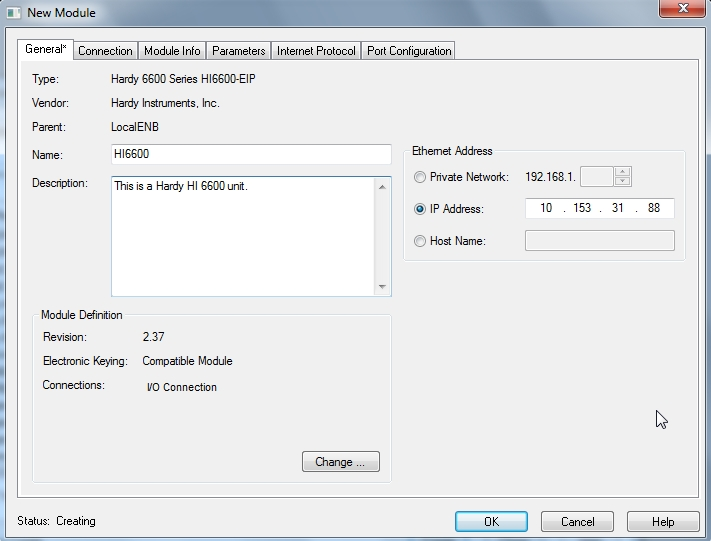 New Module
General* Connection Module Info Parameters Internet Protocol Port Configuration
Type: Hardy 6600 Series HI6600-EIP
Vendor: Hardy Instruments, Inc.
Parent: LocalENB
Name: HI6600
Description: This is a Hardy HI 6600 unit.
Ethernet Address
Private Network: 192.168.1.
IP Address: 10 . 153 . 31 . 88
Host Name:
Module Definition
Revision: 2.37
Electronic Keying: Compatible Module
Connections: I/O Connection
Change ...
Status: Creating
OK Cancel Help